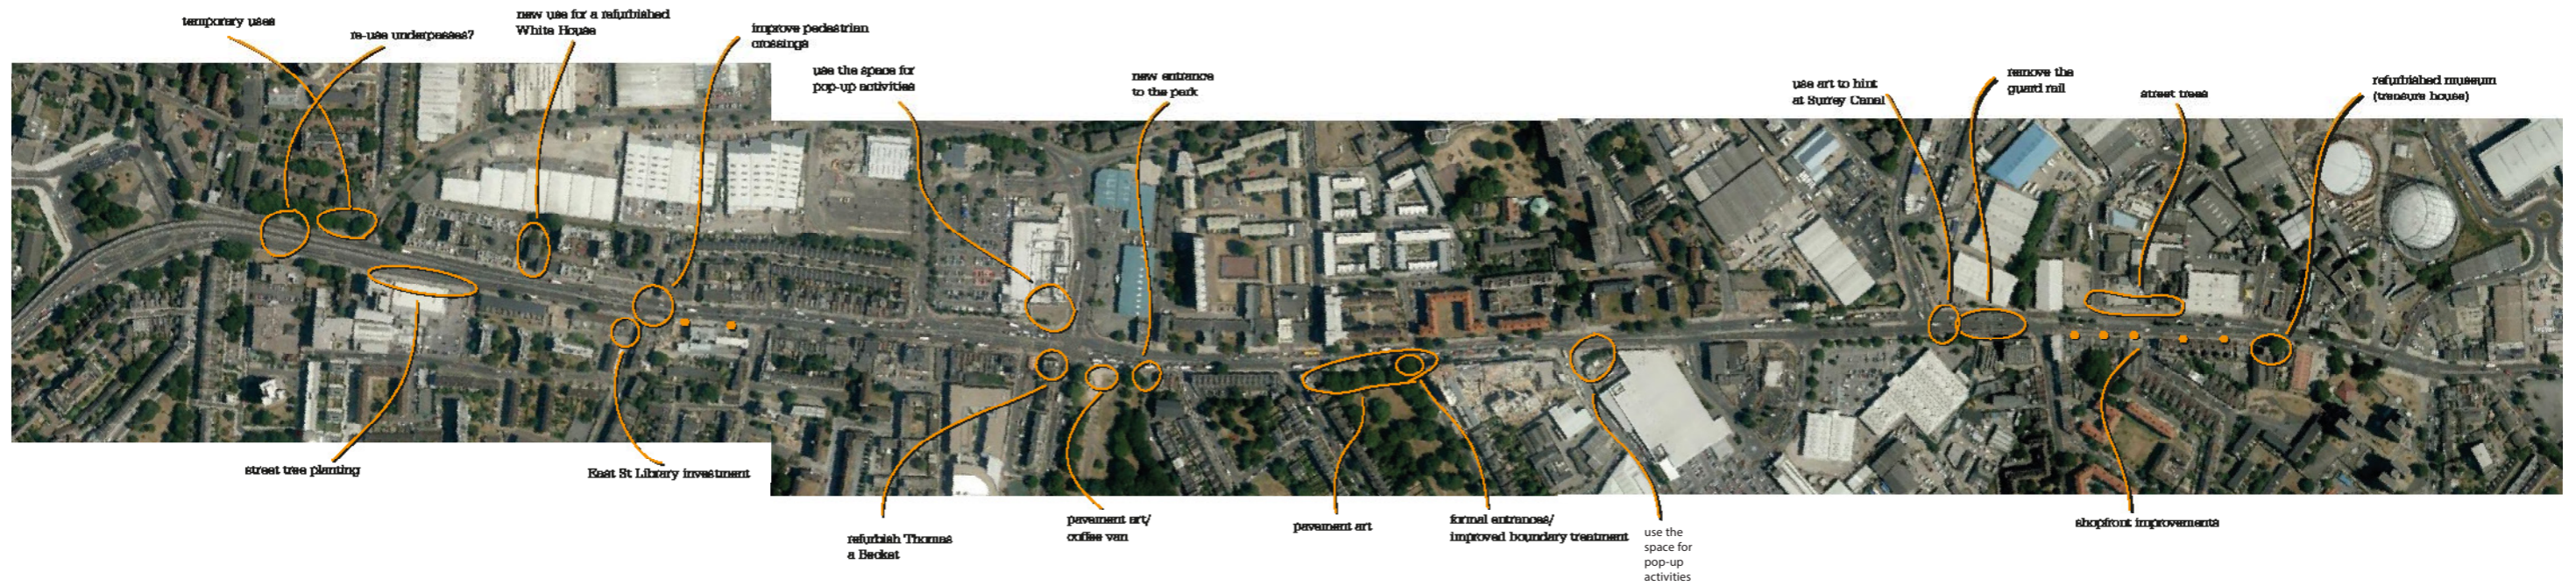 temporary uses
re-use underpasses?
new use for a refurbished
White House
improve pedestrian
crossings
use the space for
pop-up activities
new entrance
to the park
use art to hint
at Surrey Canal
remove the
guard rail
street trees
refurbished museum
(treasure house)
street tree planting
East St Library investment
refurbish Thomas
a Becket
pavement art/
coffee van
pavement art
formal entrances/
improved boundary treatment
use the
space for
pop-up
activities
shopfront improvements